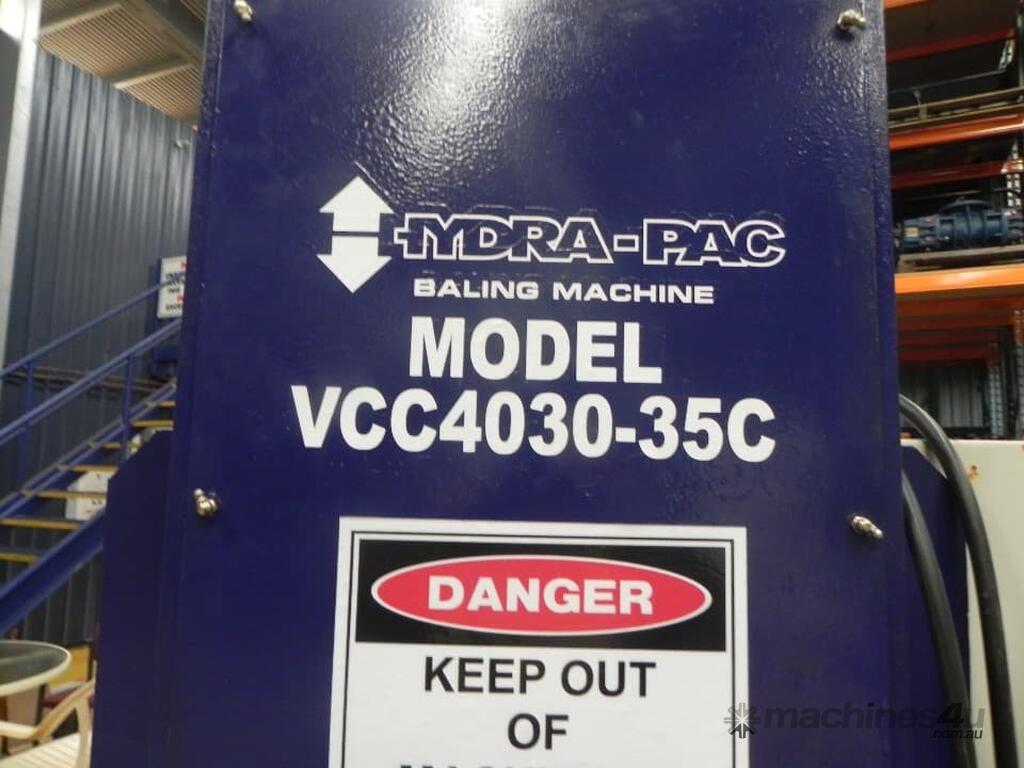 HYDRA-PAC
BALING MACHINE
MODEL
VCC4030-35C
DANGER
KEEP OUT
OF
machines4u
.com.au